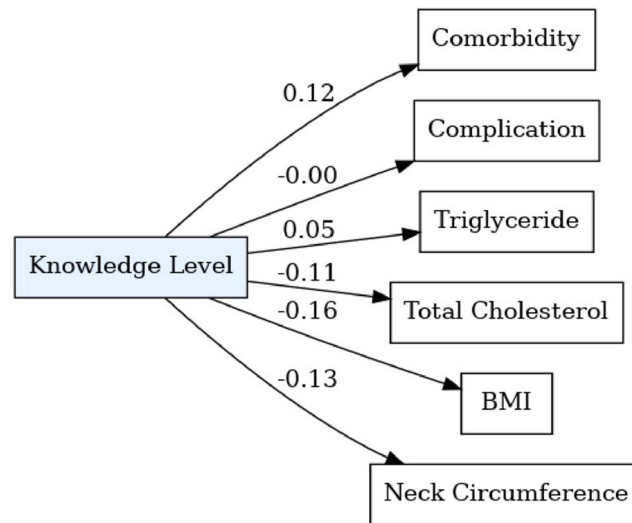 Comorbidity
0.12
Complication
-0.00
Triglyceride
0.05
Knowledge Level
-0.11
Total Cholesterol
-0.16
BMI
-0.13
Neck Circumference